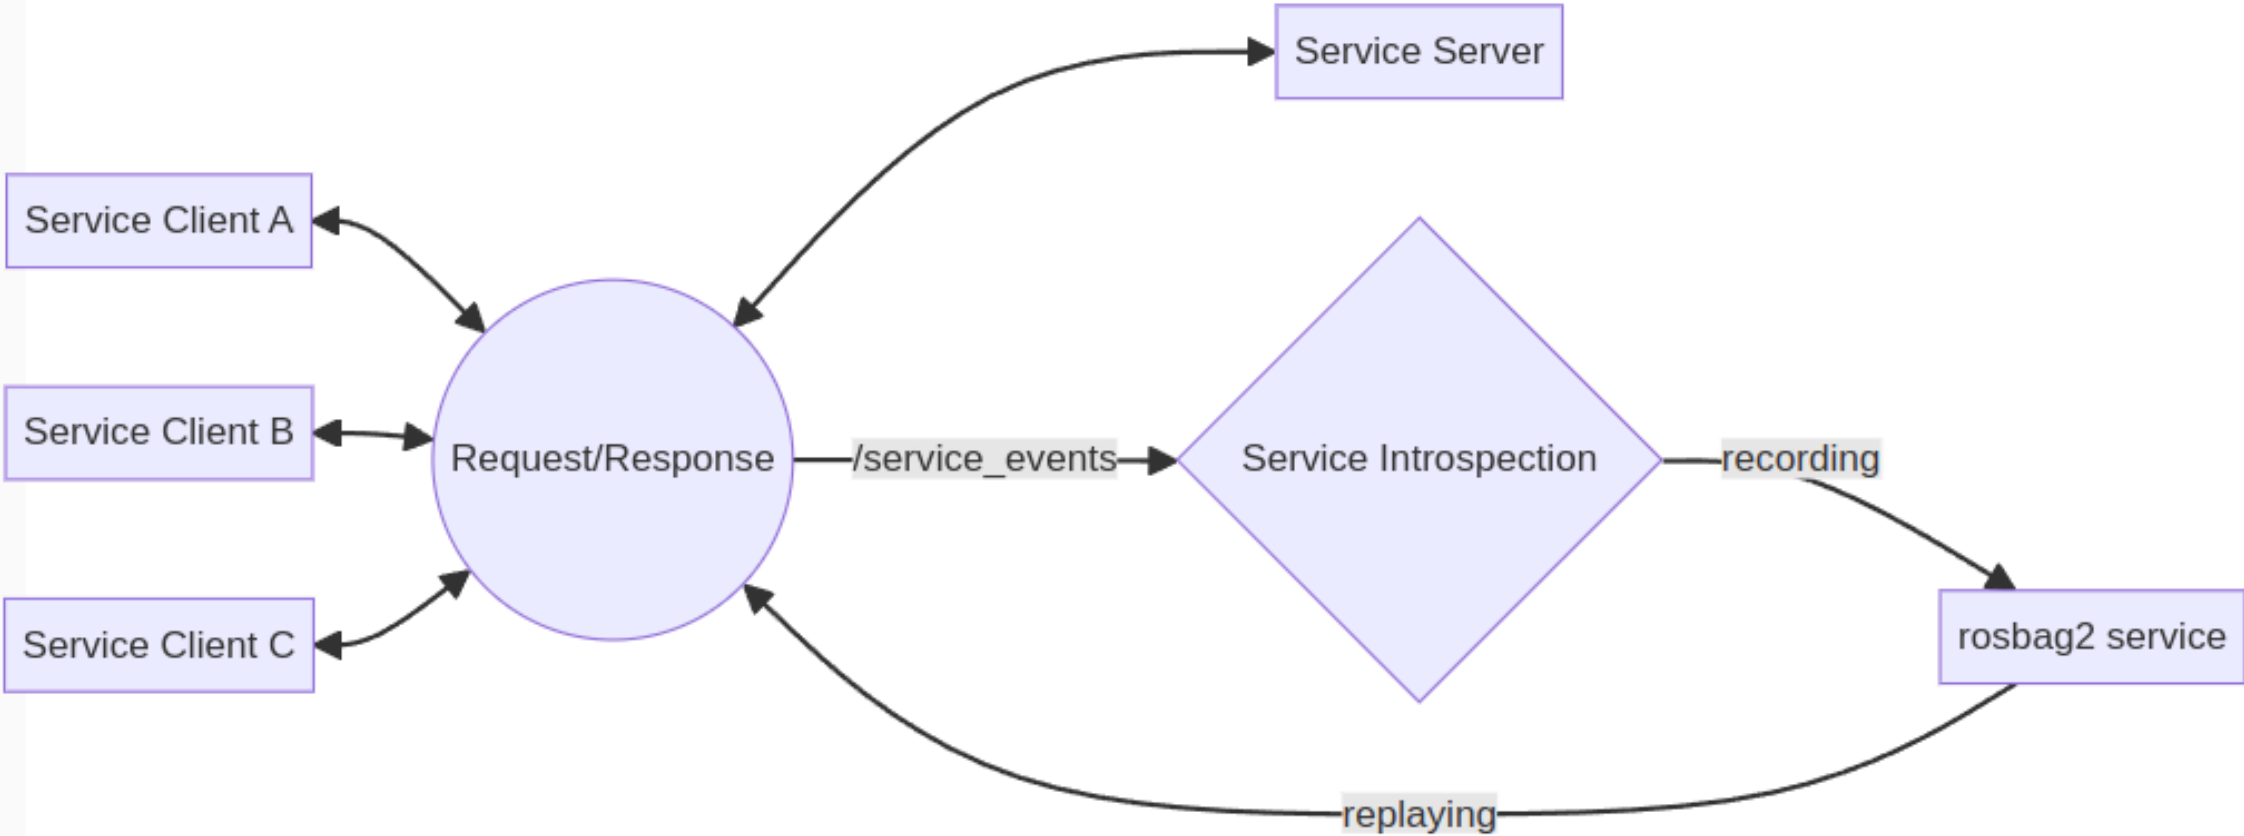 Service Server
Service Client A
Service Client B
Request/Response
/service_events
Service Introspection
recording
Service Client C
rosbag2 service
replaying